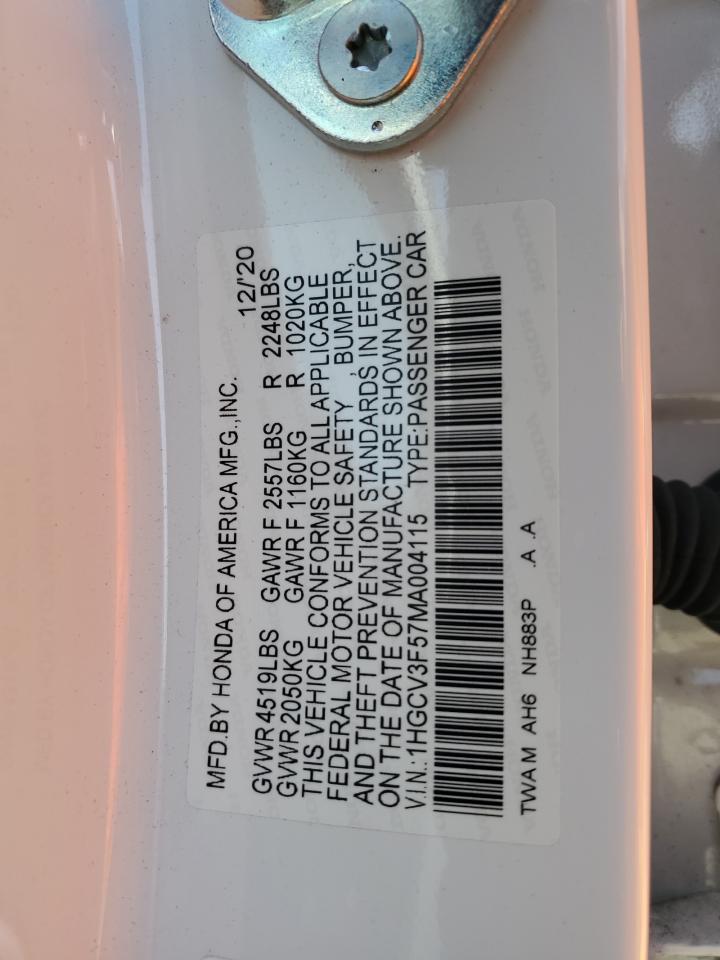 MFD.BY HONDA OF AMERICA MFG.,INC. 12/'20
GVWR 4519LBS GAWR F 2557LBS R 2248LBS
GVWR 2050KG GAWR F 1160KG R 1020KG
THIS VEHICLE CONFORMS TO ALL APPLICABLE
FEDERAL MOTOR VEHICLE SAFETY , BUMPER,
AND THEFT PREVENTION STANDARDS IN EFFECT
ON THE DATE OF MANUFACTURE SHOWN ABOVE.
V.I.N.:1HGCV3F57MA004115 TYPE:PASSENGER CAR
TWAM AH6 NH883P .A .A